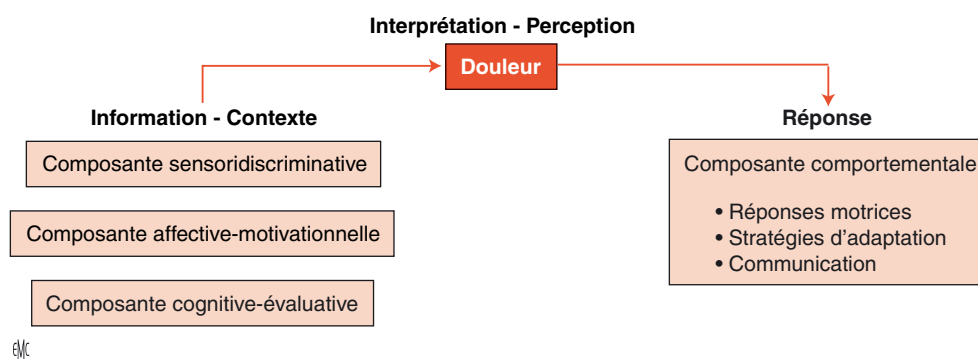 Interprétation - Perception
Douleur
Information - Contexte
Composante sensoridiscriminative
Composante affective-motivationnelle
Composante cognitive-évaluative
Réponse
Composante comportementale
• Réponses motrices
• Stratégies d'adaptation
• Communication
EMC